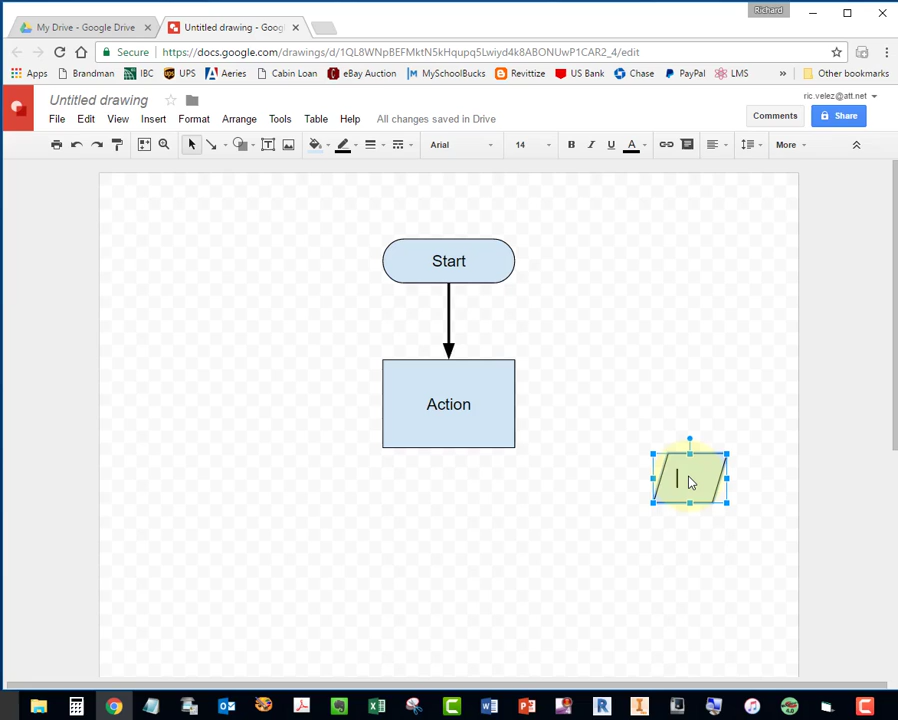 Richard
My Drive - Google Drive
Untitled drawing - Goog
Secure
https://docs.google.com/drawings/d/1QL8WNpBEFMktN5kHqupq5Lwiyd4k8ABONUwP1CAR2_4/edit
Apps Brandman IBC UPS Aeries Cabin Loan eBay Auction MySchoolBucks Revittize US Bank Chase PayPal LMS » Other bookmarks
Untitled drawing
ric.velez@att.net
File Edit View Insert Format Arrange Tools Table Help All changes saved in Drive
Comments Share
Arial 14 B I U A More
Start
Action